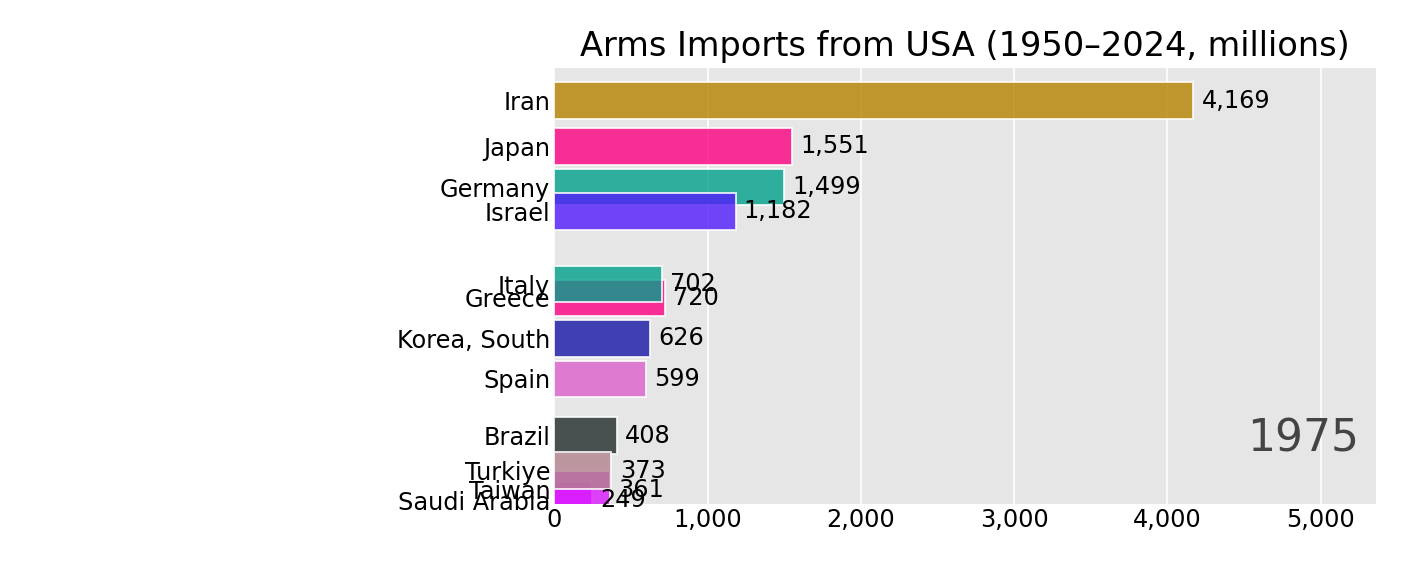 Arms Imports from USA (1950–2024, millions)
Iran 4,169
Japan 1,551
Germany 1,499
Israel 1,182
Italy 702
Greece 720
Korea, South 626
Spain 599
Brazil 408
1975
Turkiye 373
Taiwan 361
Saudi Arabia 249
0 1,000 2,000 3,000 4,000 5,000